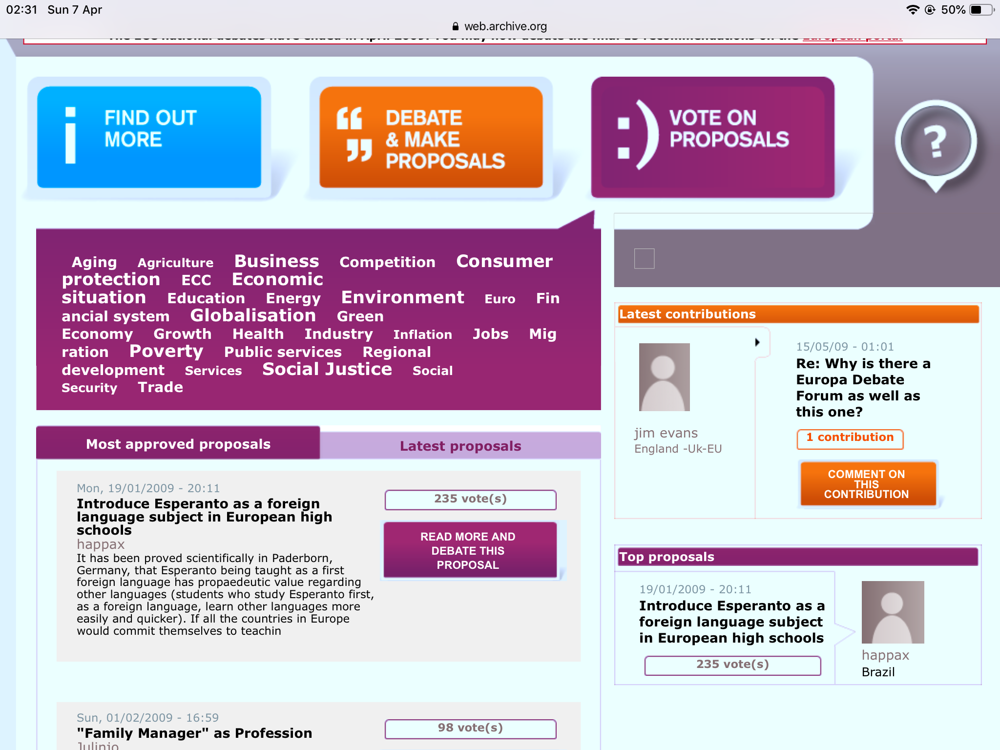 02:31 Sun 7 Apr
50%
web.archive.org
European portal
FIND OUT
MORE
DEBATE
& MAKE
PROPOSALS
:) VOTE ON
PROPOSALS
?
Aging Agriculture Business Competition Consumer
protection ECC Economic
situation Education Energy Environment Euro Fin
ancial system Globalisation Green
Economy Growth Health Industry Inflation Jobs Mig
ration Poverty Public services Regional
development Services Social Justice Social
Security Trade
Most approved proposals
Latest proposals
Mon, 19/01/2009 - 20:11
Introduce Esperanto as a foreign
language subject in European high
schools
happax
It has been proved scientifically in Paderborn,
Germany, that Esperanto being taught as a first
foreign language has propaedeutic value regarding
other languages (students who study Esperanto first,
as a foreign language, learn other languages more
easily and quicker). If all the countries in Europe
would commit themselves to teachin
235 vote(s)
READ MORE AND
DEBATE THIS
PROPOSAL
Sun, 01/02/2009 - 16:59
"Family Manager" as Profession
Julinjo
98 vote(s)
Latest contributions
jim evans
England -Uk-EU
15/05/09 - 01:01
Re: Why is there a
Europa Debate
Forum as well as
this one?
1 contribution
COMMENT ON
THIS
CONTRIBUTION
Top proposals
19/01/2009 - 20:11
Introduce Esperanto as a
foreign language subject
in European high schools
235 vote(s)
happax
Brazil